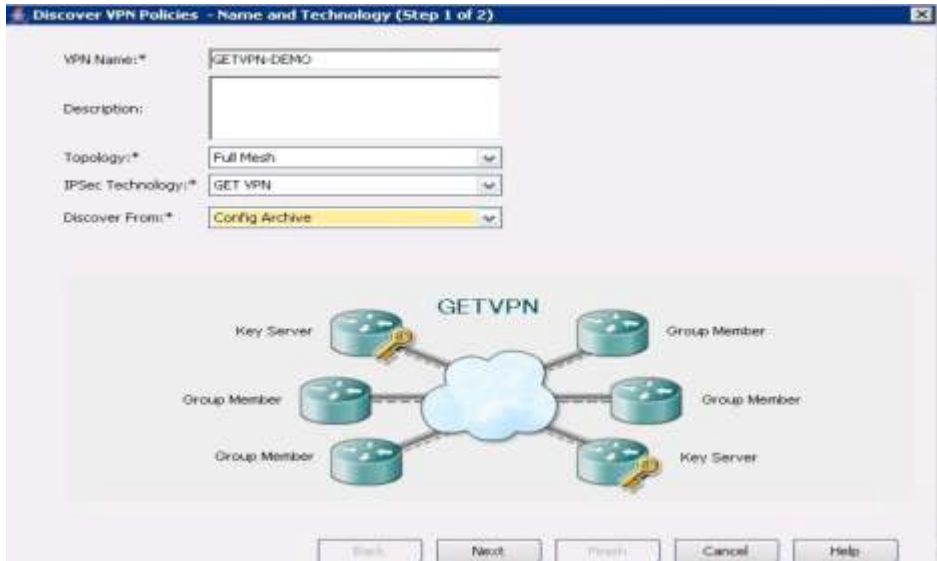 Discover VPN Policies - Name and Technology (Step 1 of 2)
VPN Name:* GETVPN-DEMO
Description:
Topology:* Full Mesh
IPSec Technology:* GET VPN
Discover From:* Config Archive
GETVPN
Key Server
Group Member
Group Member
Group Member
Group Member
Key Server
Back Next Finish Cancel Help